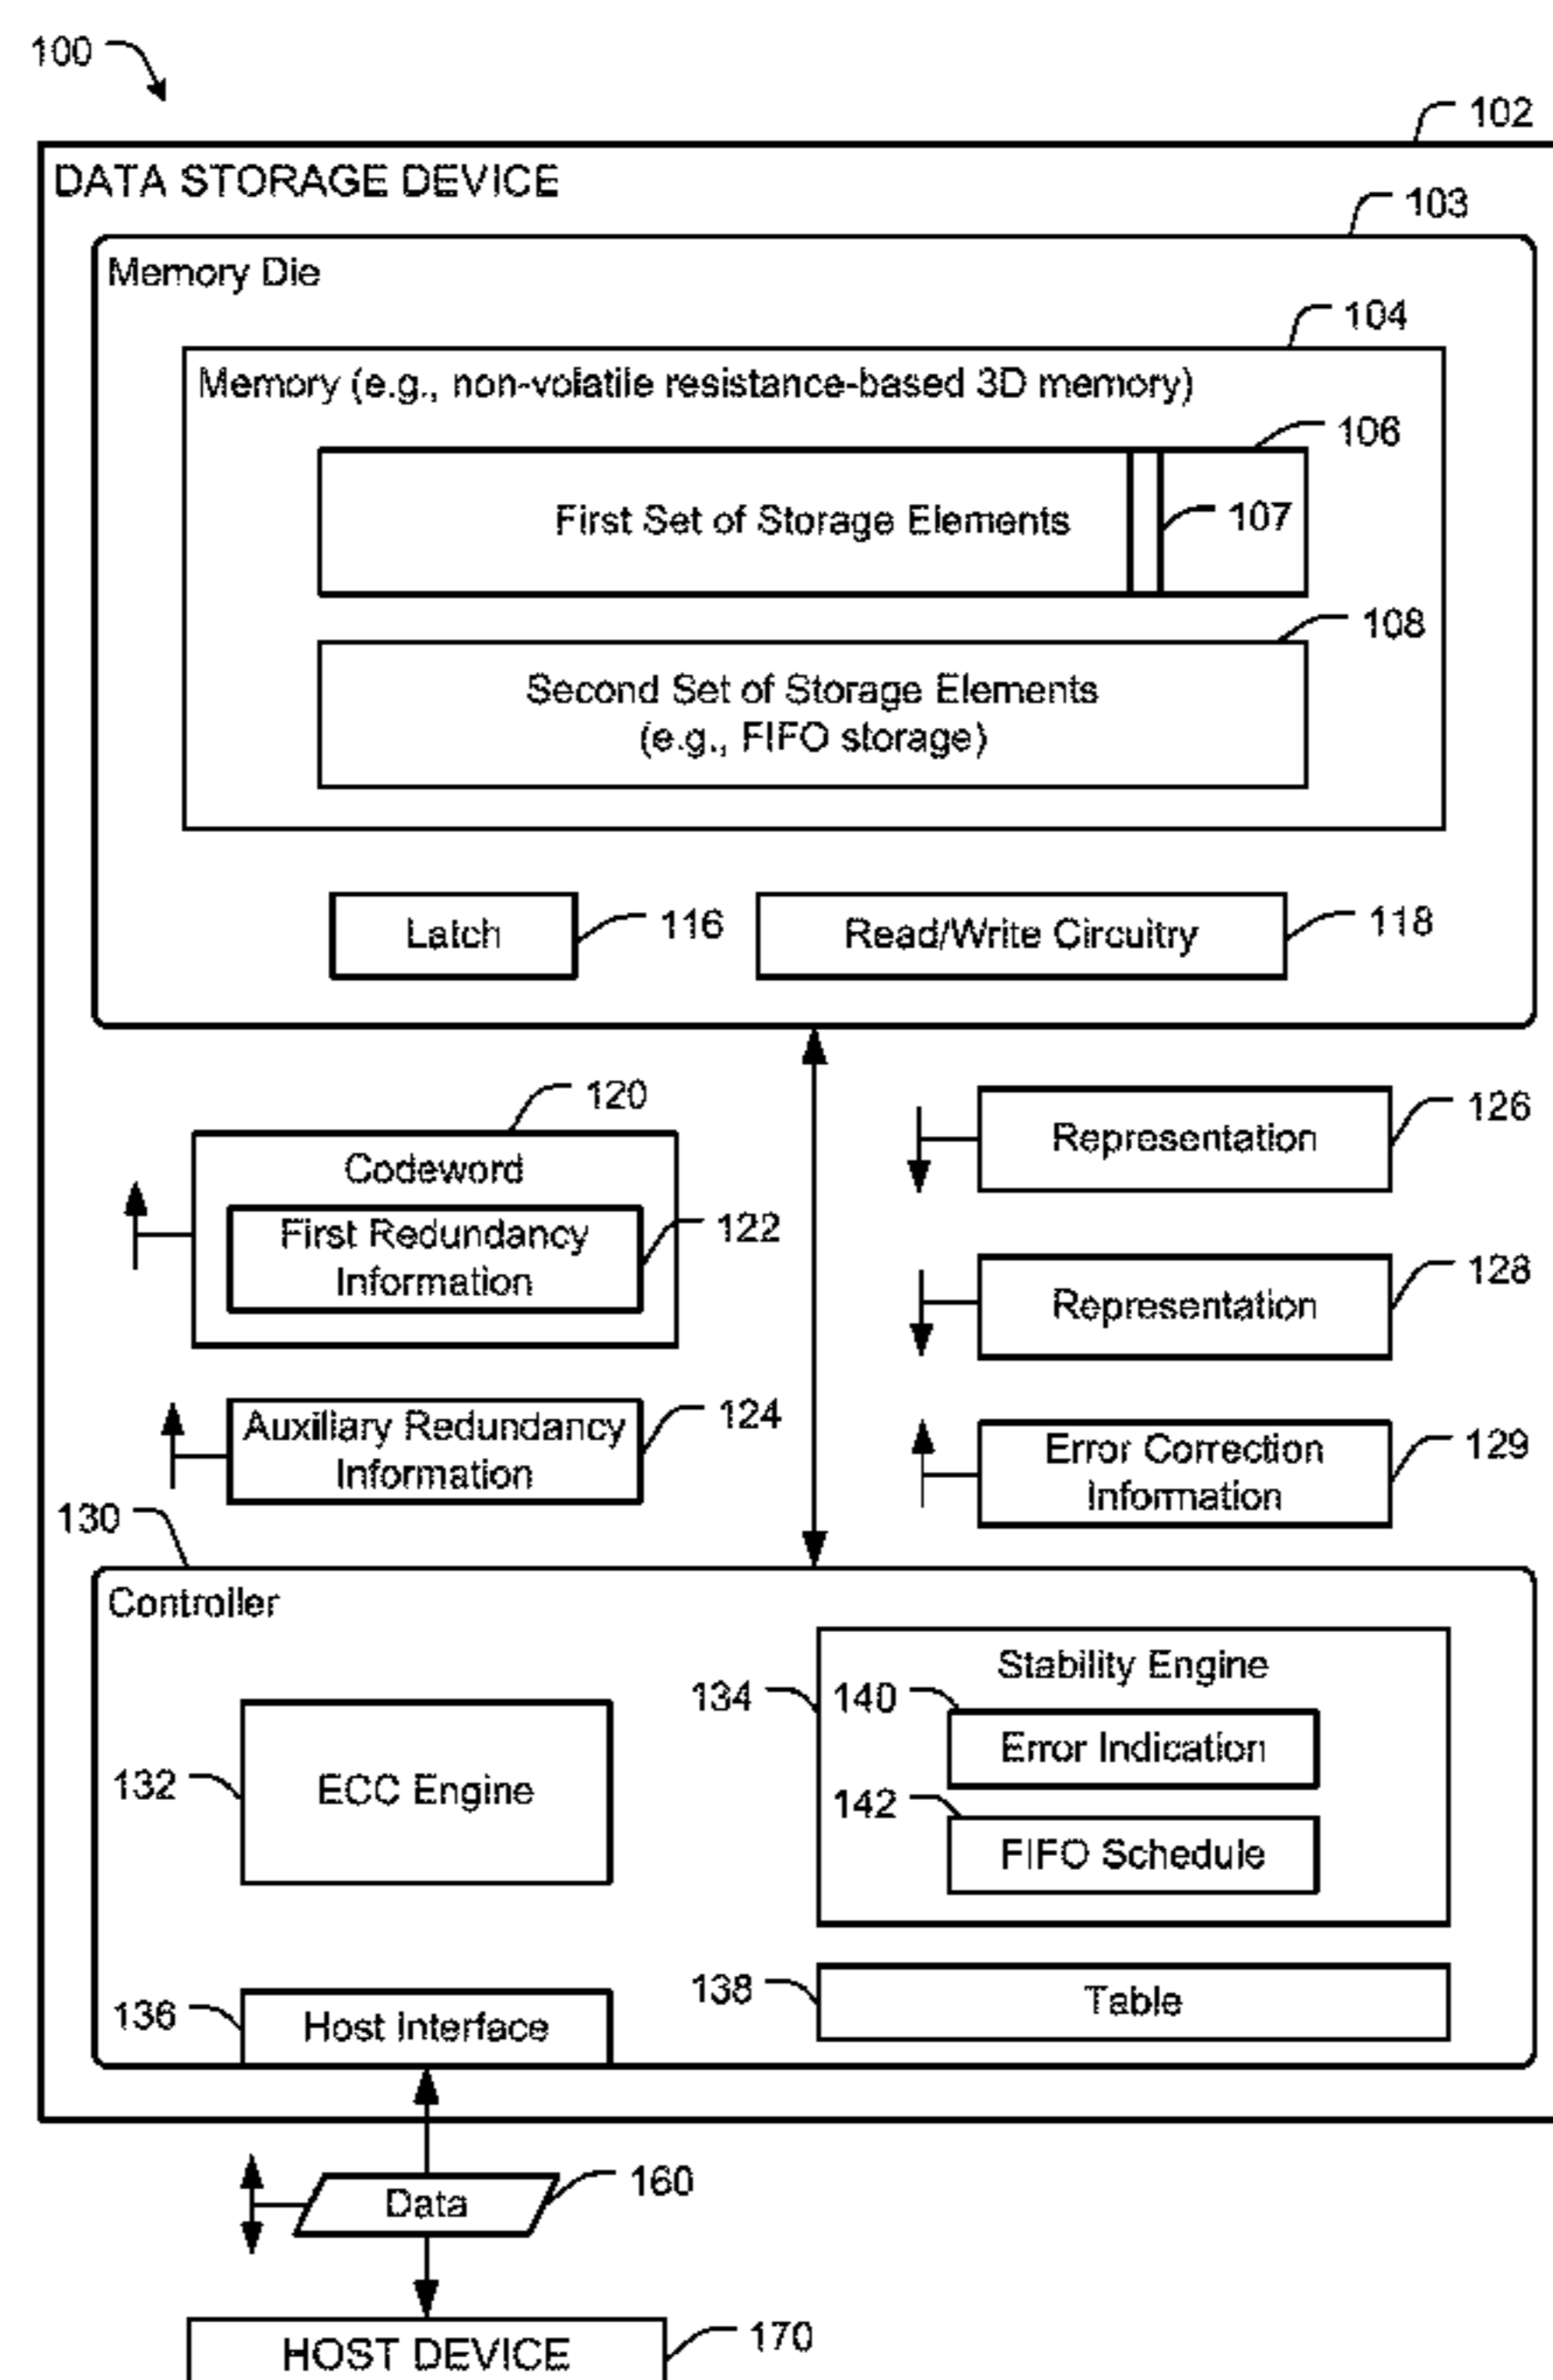 100
102
DATA STORAGE DEVICE
103
Memory Die
104
Memory (e.g., non-volatile resistance-based 3D memory)
106
First Set of Storage Elements
107
108
Second Set of Storage Elements
(e.g., FIFO storage)
Latch
116
Read/Write Circuitry
118
120
Codeword
First Redundancy
Information
122
Auxiliary Redundancy
Information
124
126
Representation
128
Representation
Error Correction
Information
129
130
Controller
132
ECC Engine
134
Stability Engine
140
Error Indication
142
FIFO Schedule
136
Host Interface
138
Table
Data
160
HOST DEVICE
170